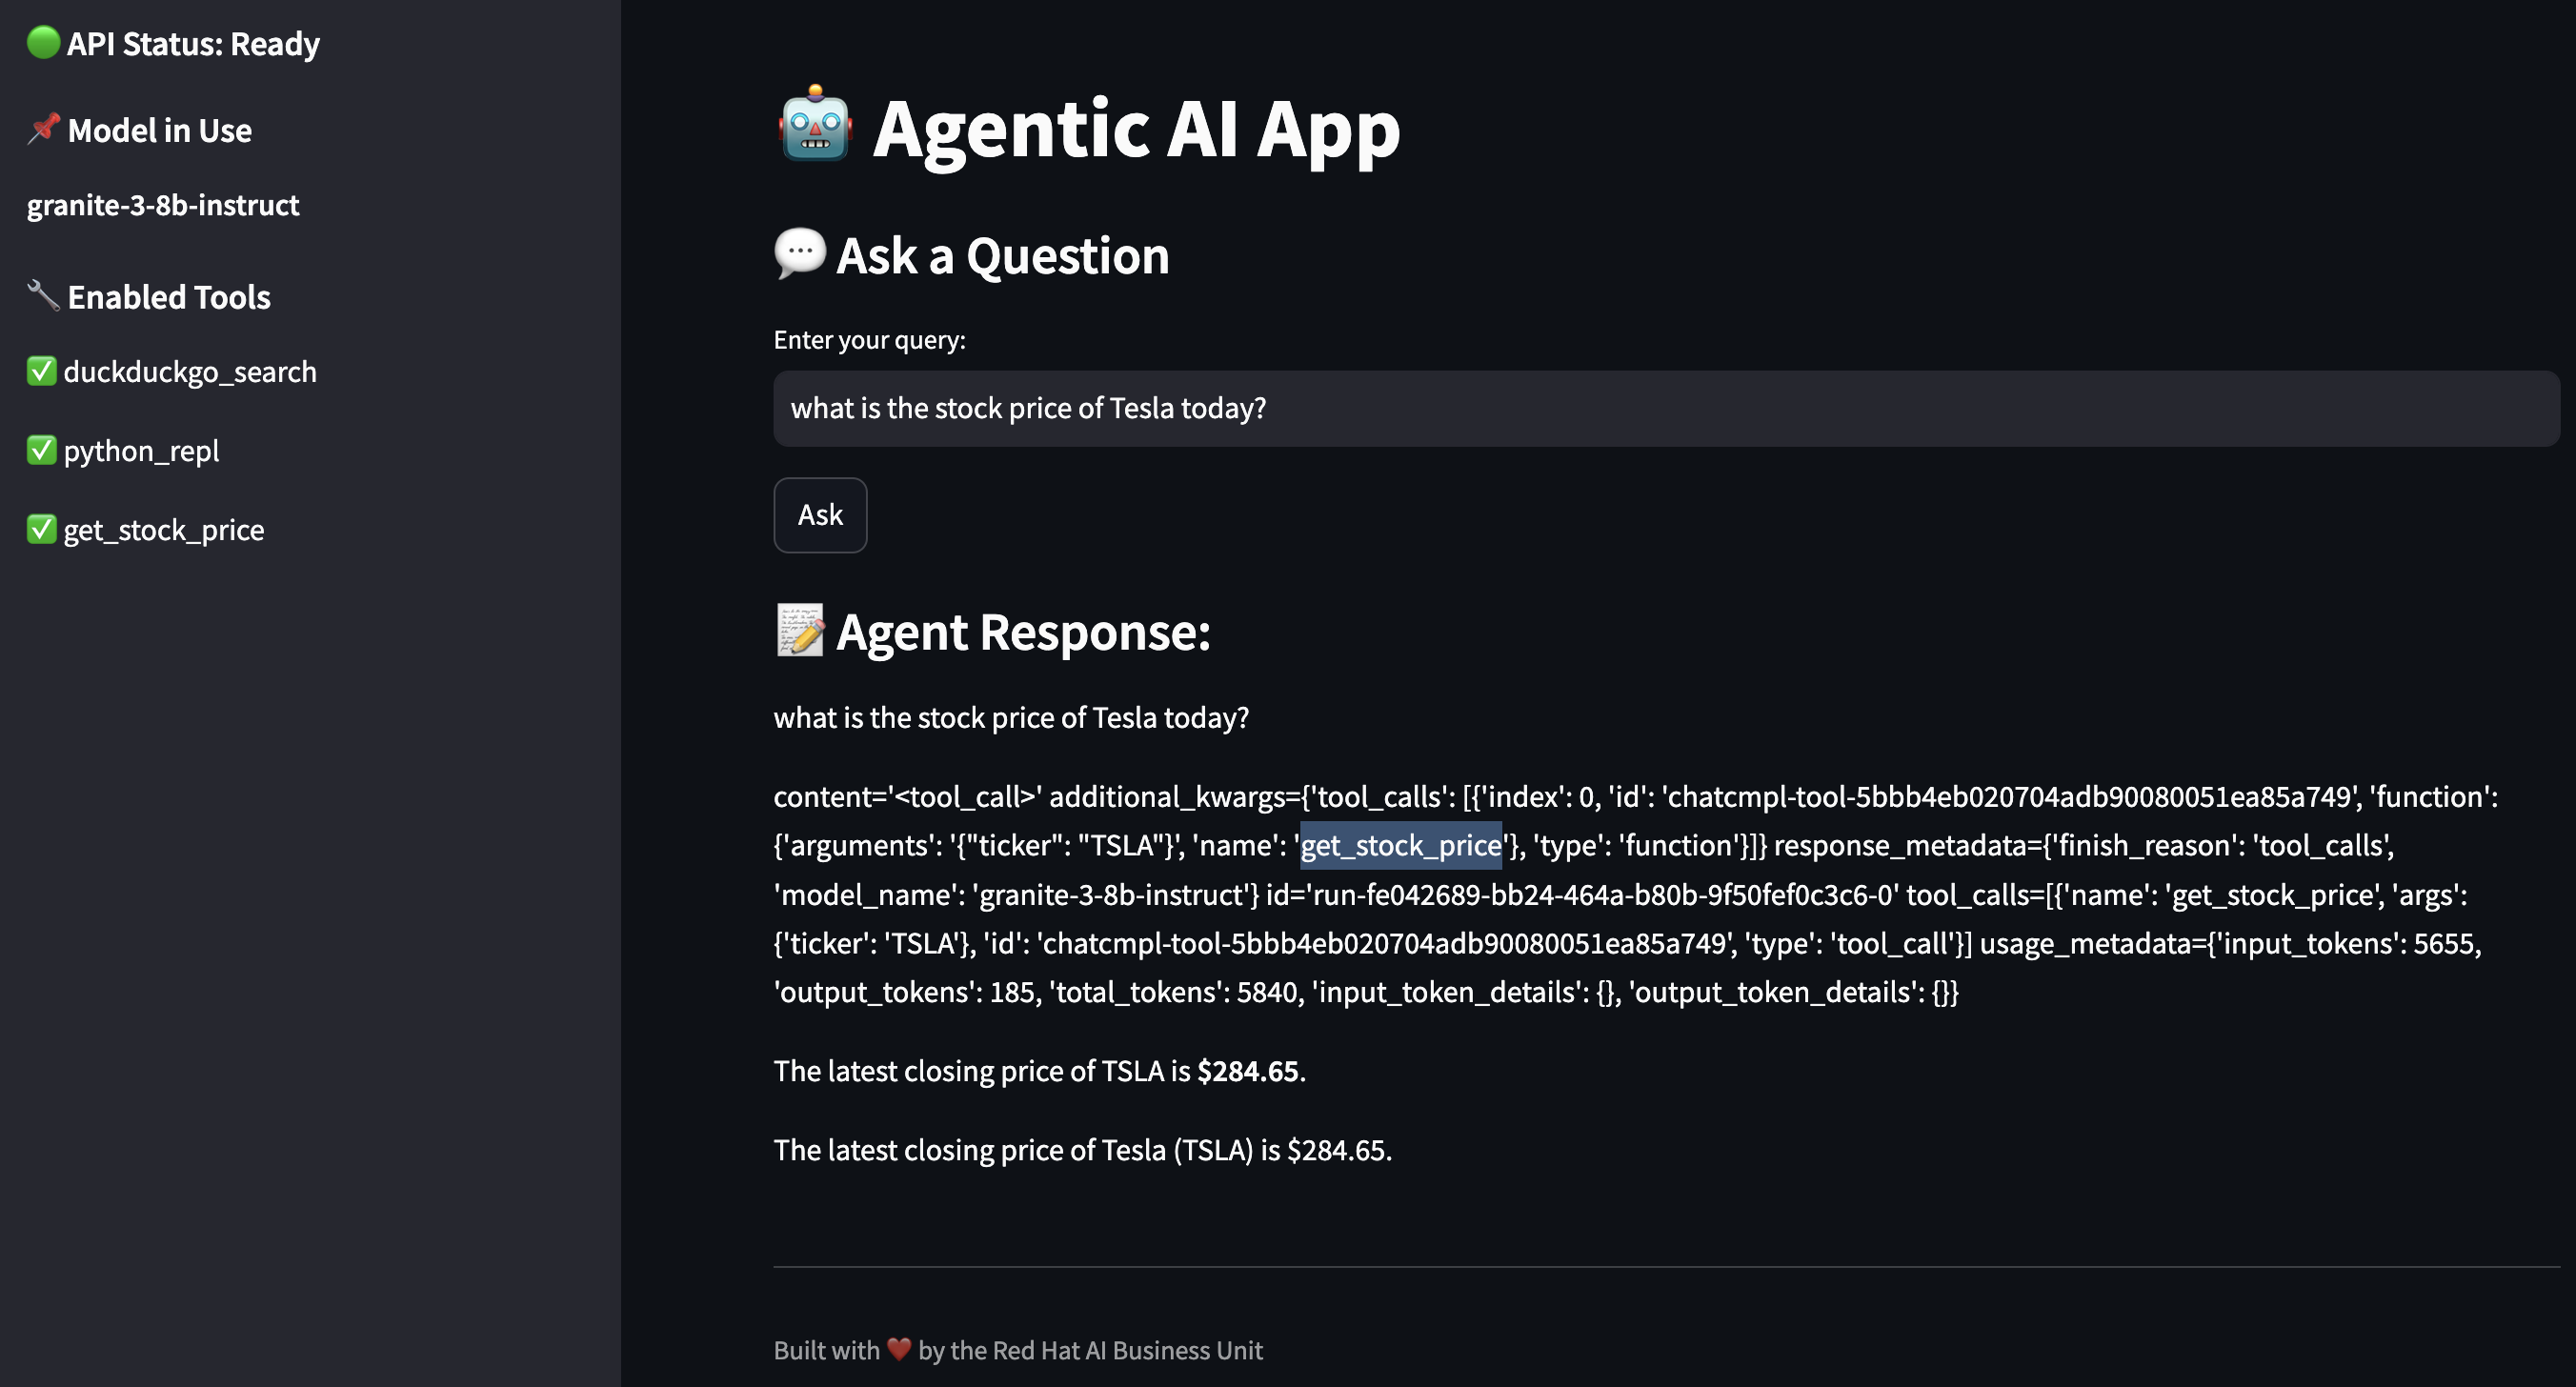 API Status: Ready
Model in Use
granite-3-8b-instruct
Enabled Tools
duckduckgo_search
python_repl
get_stock_price
Agentic AI App
Ask a Question
Enter your query:
what is the stock price of Tesla today?
Ask
Agent Response:
what is the stock price of Tesla today?
content='<tool_call>' additional_kwargs={'tool_calls': [{'index': 0, 'id': 'chatcmpl-tool-5bbb4eb020704adb90080051ea85a749', 'function':
{'arguments': '{"ticker": "TSLA"}', 'name': 'get_stock_price'}, 'type': 'function'}]} response_metadata={'finish_reason': 'tool_calls',
'model_name': 'granite-3-8b-instruct'} id='run-fe042689-bb24-464a-b80b-9f50fef0c3c6-0' tool_calls=[{'name': 'get_stock_price', 'args':
{'ticker': 'TSLA'}, 'id': 'chatcmpl-tool-5bbb4eb020704adb90080051ea85a749', 'type': 'tool_call'}] usage_metadata={'input_tokens': 5655,
'output_tokens': 185, 'total_tokens': 5840, 'input_token_details': {}, 'output_token_details': {}}
The latest closing price of TSLA is $284.65.
The latest closing price of Tesla (TSLA) is $284.65.
Built with ❤️ by the Red Hat AI Business Unit